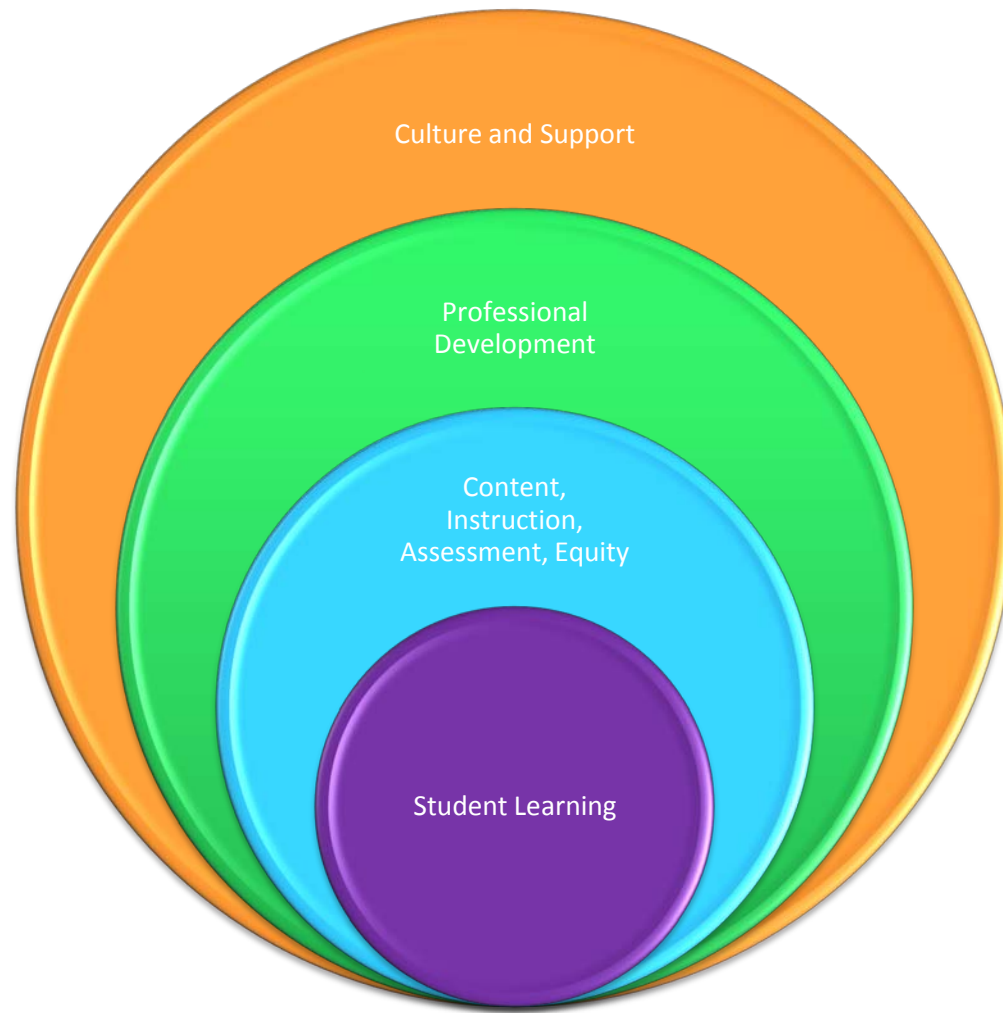 Culture and Support
Professional
Development
Content,
Instruction,
Assessment, Equity
Student Learning